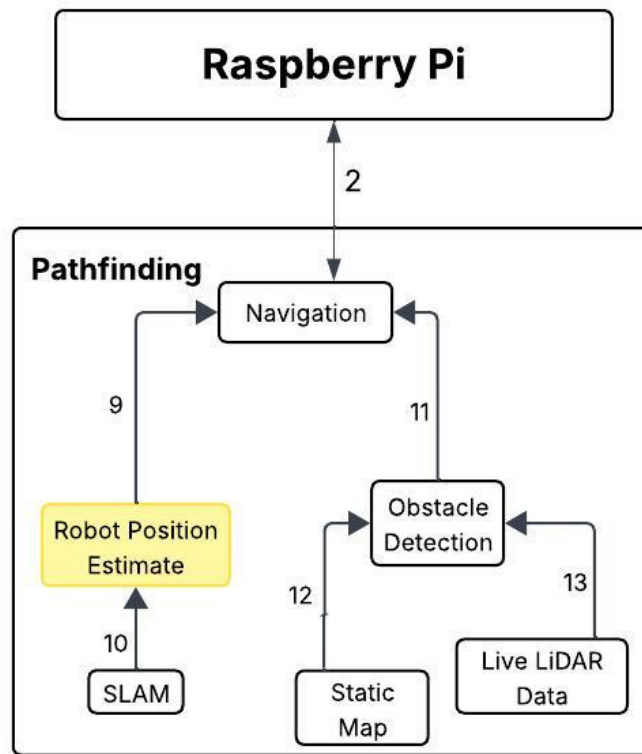 Raspberry Pi
2
Pathfinding
Navigation
9
11
Robot Position
Estimate
Obstacle
Detection
10
12
13
SLAM
Static
Map
Live LiDAR
Data